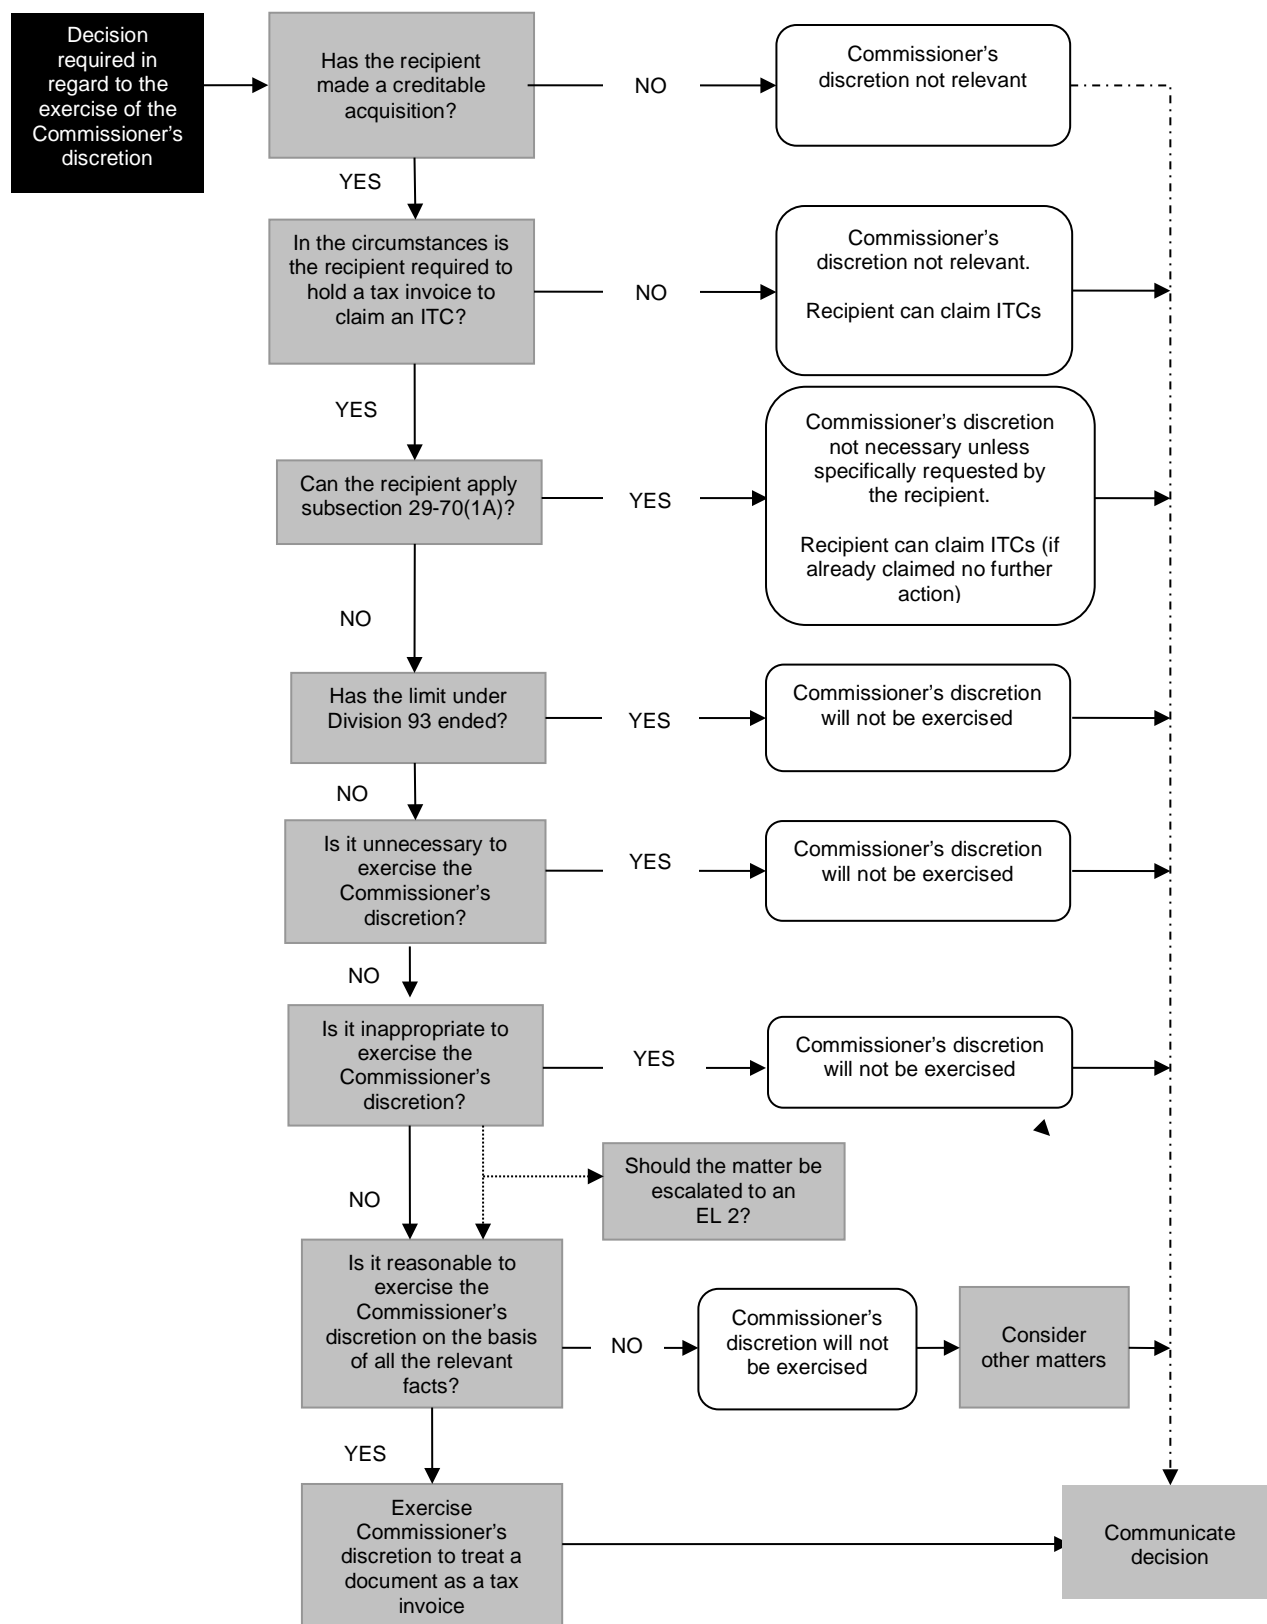 Decision
required in
regard to the
exercise of the
Commissioner's
discretion
Has the recipient
made a creditable
acquisition?
NO
Commissioner's
discretion not relevant
YES
In the circumstances is
the recipient required to
hold a tax invoice to
claim an ITC?
NO
Commissioner's
discretion not relevant.
Recipient can claim ITCs
YES
Can the recipient apply
subsection 29-70(1A)?
YES
Commissioner's discretion
not necessary unless
specifically requested by
the recipient.
Recipient can claim ITCs (if
already claimed no further
action)
NO
Has the limit under
Division 93 ended?
YES
Commissioner's discretion
will not be exercised
NO
Is it unnecessary to
exercise the
Commissioner's
discretion?
YES
Commissioner's discretion
will not be exercised
NO
Is it inappropriate to
exercise the
Commissioner's
discretion?
YES
Commissioner's discretion
will not be exercised
Should the matter be
escalated to an
EL 2?
NO
Is it reasonable to
exercise the
Commissioner's
discretion on the basis
of all the relevant
facts?
NO
Commissioner's
discretion will not
be exercised
Consider
other matters
YES
Exercise
Commissioner's
discretion to treat a
document as a tax
invoice
Communicate
decision